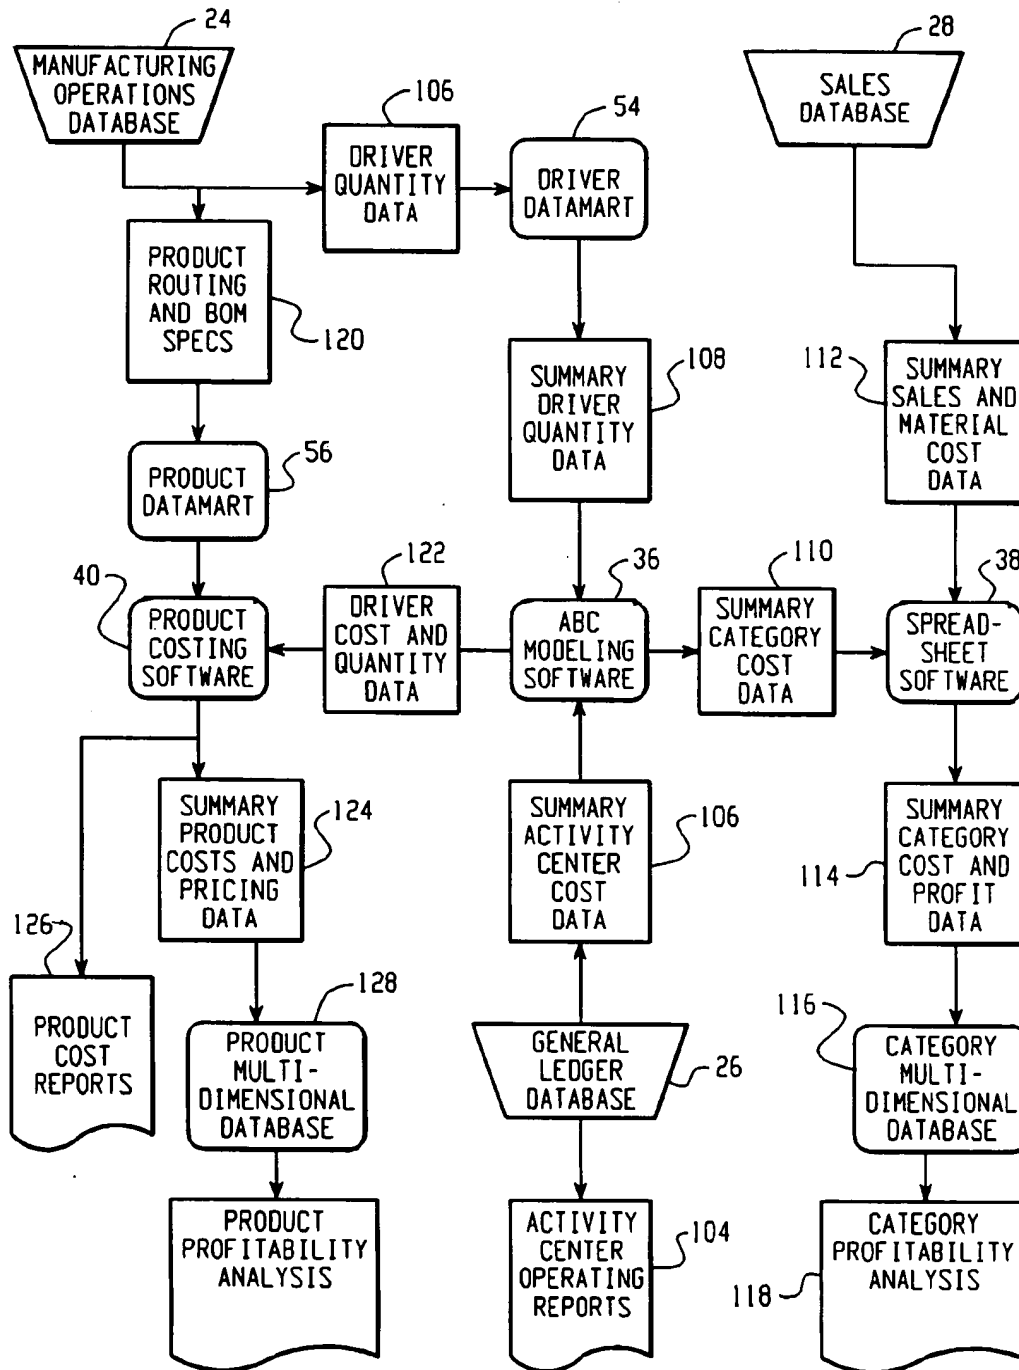 24
MANUFACTURING
OPERATIONS
DATABASE
106
DRIVER
QUANTITY
DATA
54
DRIVER
DATAMART
28
SALES
DATABASE
PRODUCT
ROUTING
AND BOM
SPECS
120
SUMMARY
DRIVER
QUANTITY
DATA
108
112
SUMMARY
SALES AND
MATERIAL
COST
DATA
PRODUCT
DATAMART
56
40
PRODUCT
COSTING
SOFTWARE
122
DRIVER
COST AND
QUANTITY
DATA
36
ABC
MODELING
SOFTWARE
110
SUMMARY
CATEGORY
COST
DATA
38
SPREAD-
SHEET
SOFTWARE
SUMMARY
PRODUCT
COSTS AND
PRICING
DATA
124
SUMMARY
ACTIVITY
CENTER
COST
DATA
106
SUMMARY
CATEGORY
COST AND
PROFIT
DATA
114
126
PRODUCT
COST
REPORTS
128
PRODUCT
MULTI-
DIMENSIONAL
DATABASE
GENERAL
LEDGER
DATABASE
26
116
CATEGORY
MULTI-
DIMENSIONAL
DATABASE
PRODUCT
PROFITABILITY
ANALYSIS
ACTIVITY
CENTER
OPERATING
REPORTS
104
CATEGORY
PROFITABILITY
ANALYSIS
118